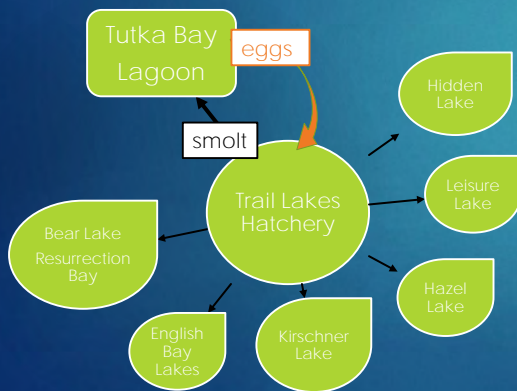 Tutka Bay
Lagoon
eggs
smolt
Hidden
Lake
Trail Lakes
Hatchery
Leisure
Lake
Bear Lake
Resurrection
Bay
Hazel
Lake
English
Bay
Lakes
Kirschner
Lake